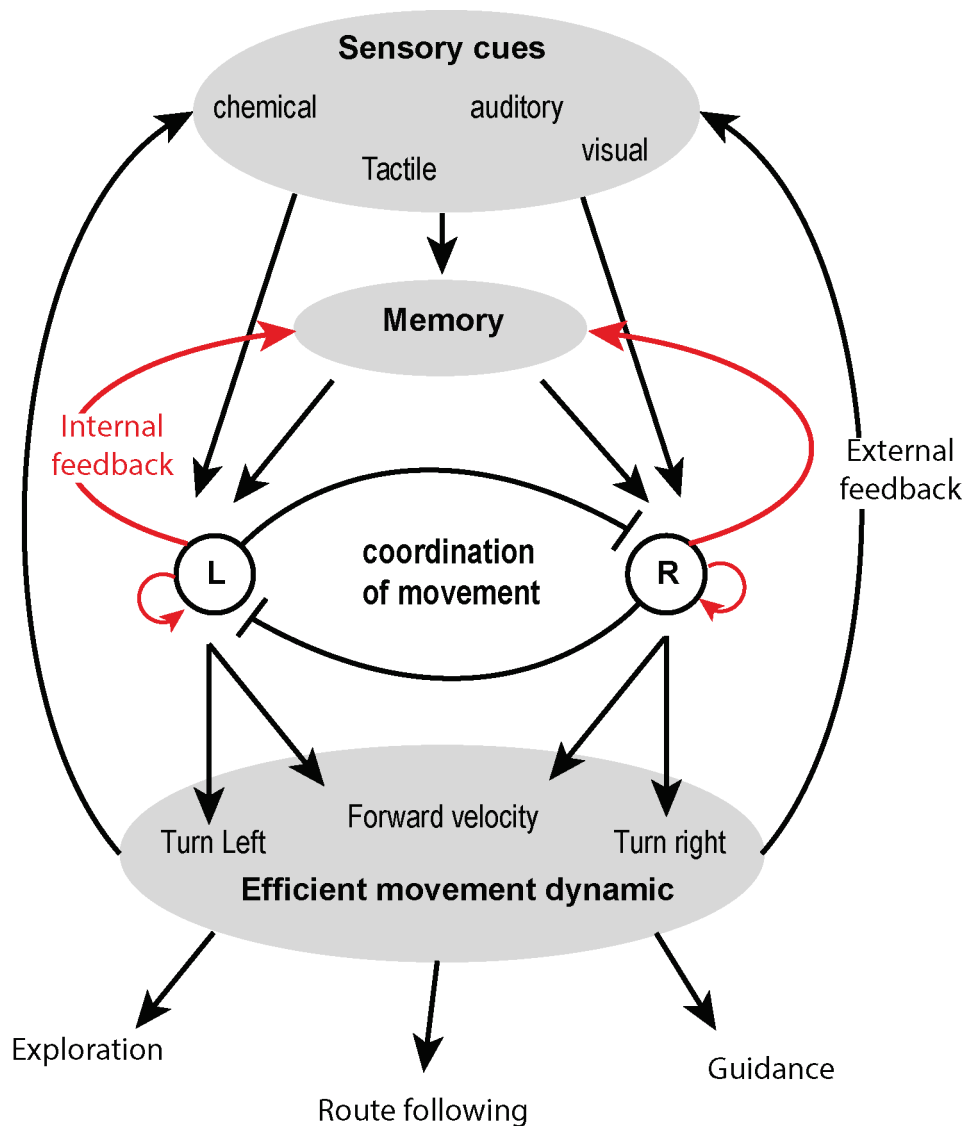 Sensory cues
chemical
auditory
visual
Tactile
Memory
Internal
feedback
External
feedback
coordination
of movement
L
R
Forward velocity
Turn Left
Turn right
Efficient movement dynamic
Exploration
Guidance
Route following